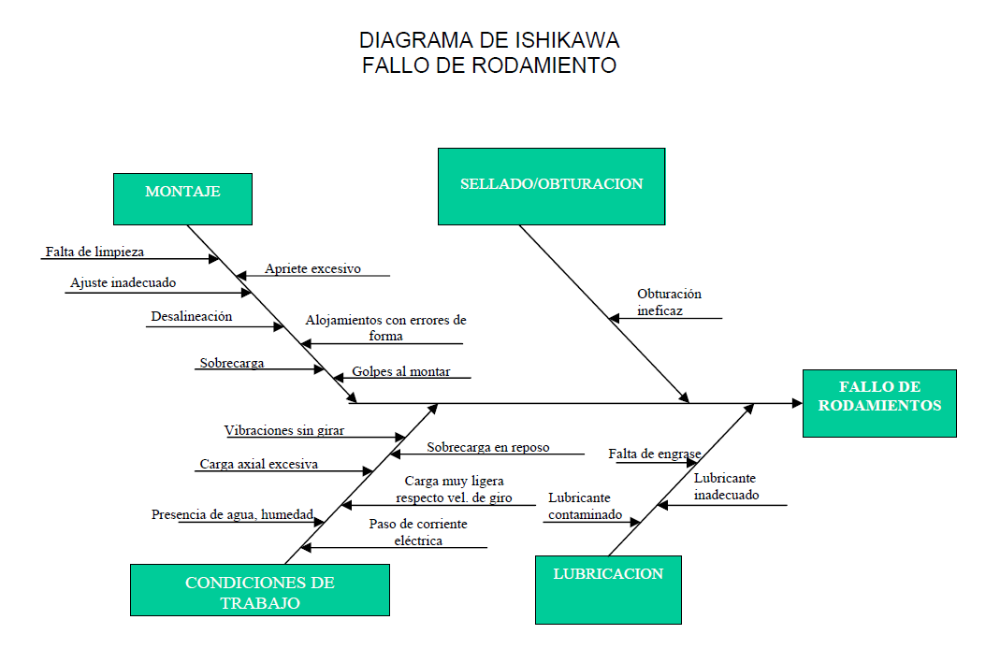 DIAGRAMA DE ISHIKAWA
FALLO DE RODAMIENTO
SELLADO/OBTURACION
MONTAJE
Falta de limpieza
Apriete excesivo
Ajuste inadecuado
Obturación
ineficaz
Desalineación
Alojamientos con errores de
forma
Sobrecarga
Golpes al montar
FALLO DE
RODAMIENTOS
Vibraciones sin girar
Sobrecarga en reposo
Falta de engrase
Carga axial excesiva
Carga muy ligera
respecto vel. de giro
Lubricante
inadecuado
Lubricante
contaminado
Presencia de agua, humedad
Paso de corriente
eléctrica
CONDICIONES DE
TRABAJO
LUBRICACION